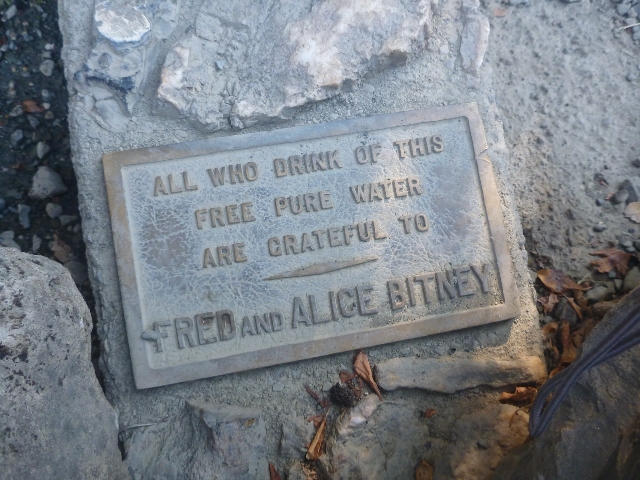 ALL WHO DRINK OF THIS
FREE PURE WATER
ARE GRATEFUL TO
FRED AND ALICE BITNEY